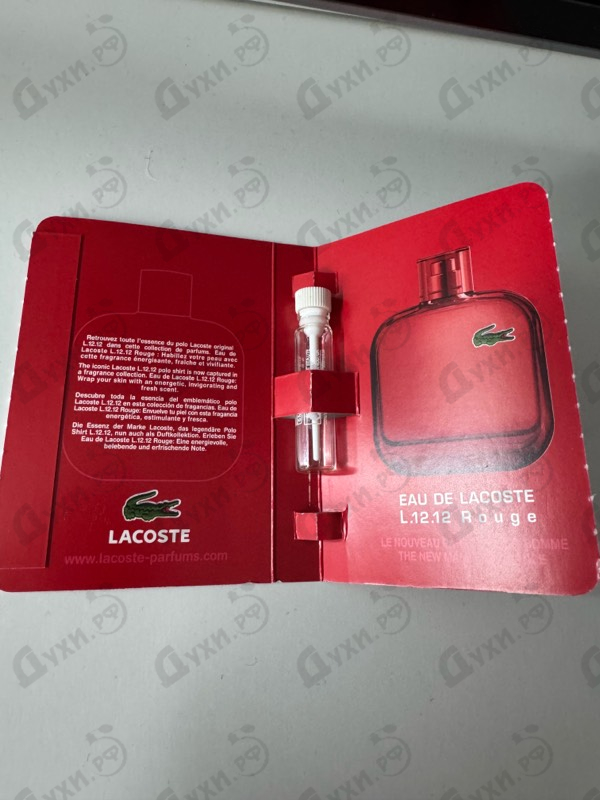 Retrouvez toute l'essence du polo Lacoste original
L.12.12 dans cette collection de parfums. Eau de
Lacoste L.12.12 Rouge : Habillez votre peau avec
cette fragrance énergisante, fraîche et vivifiante.
The iconic Lacoste L.12.12 polo shirt is now captured in
a fragrance collection. Eau de Lacoste L.12.12 Rouge:
Wrap your skin with an energetic, invigorating and
fresh scent.
Descubre toda la esencia del emblemático polo
L.12.12 en esta colección de fragancias. Eau de
Lacoste L.12.12 Rouge: Envuelve tu piel con esta fragancia
energética, estimulante y fresca.
Die Essenz der Marke Lacoste, das legendäre Polo
Shirt L.12.12, nun auch als Duftkollektion. Erleben Sie
Eau de Lacoste L.12.12 Rouge: Eine energievolle,
belebende und erfrischende Note.
LACOSTE
www.lacoste-parfums.com
EAU DE LACOSTE
L.12.12 Rouge
LE NOUVEAU HOMME
THE NEW
Духи.рф